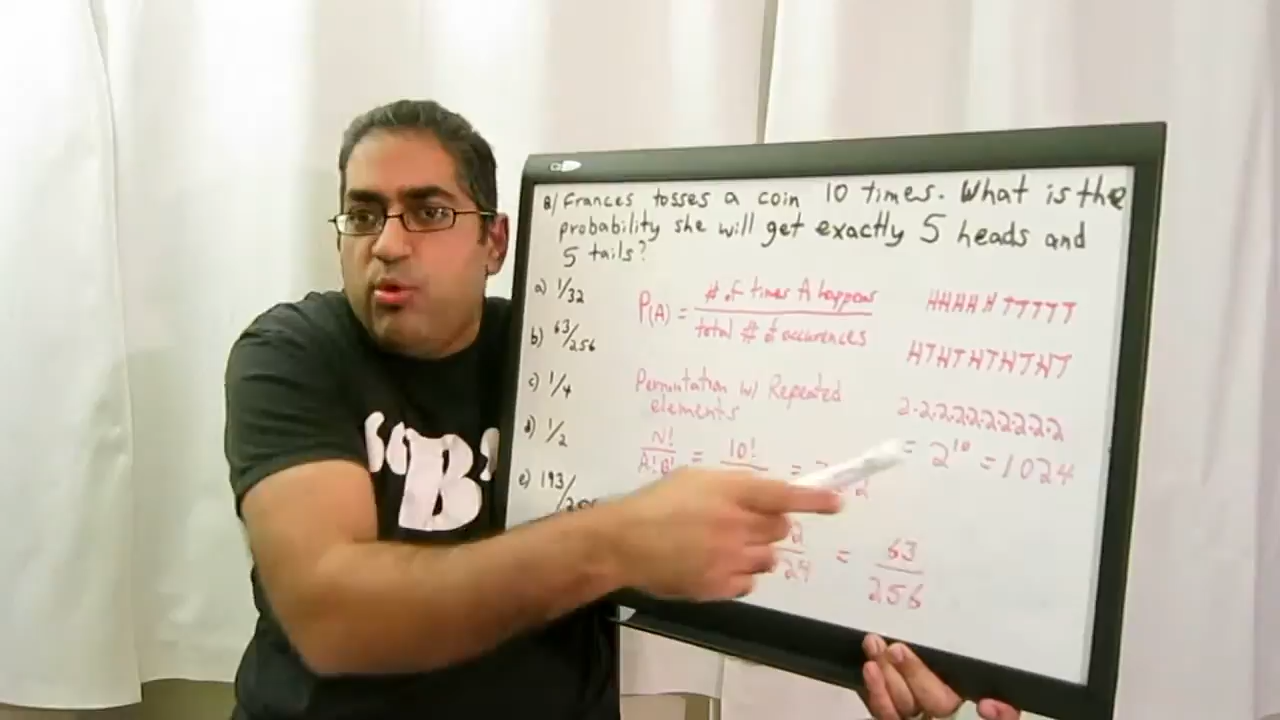 8) Frances tosses a coin 10 times. What is the
probability she will get exactly 5 heads and
5 tails?
a) 1/32
b) 63/256
c) 1/4
d) 1/2
e) 193/
P(A) = # of times A happens / total # of occurences
Permutation w/ Repeated
elements
N!/A!B! = 10! =
= 63/256
HHHHHTTTTT
HTHTHTHTHT
2·2·2·2·2·2·2·2·2·2
= 2^10 = 1024
"B"